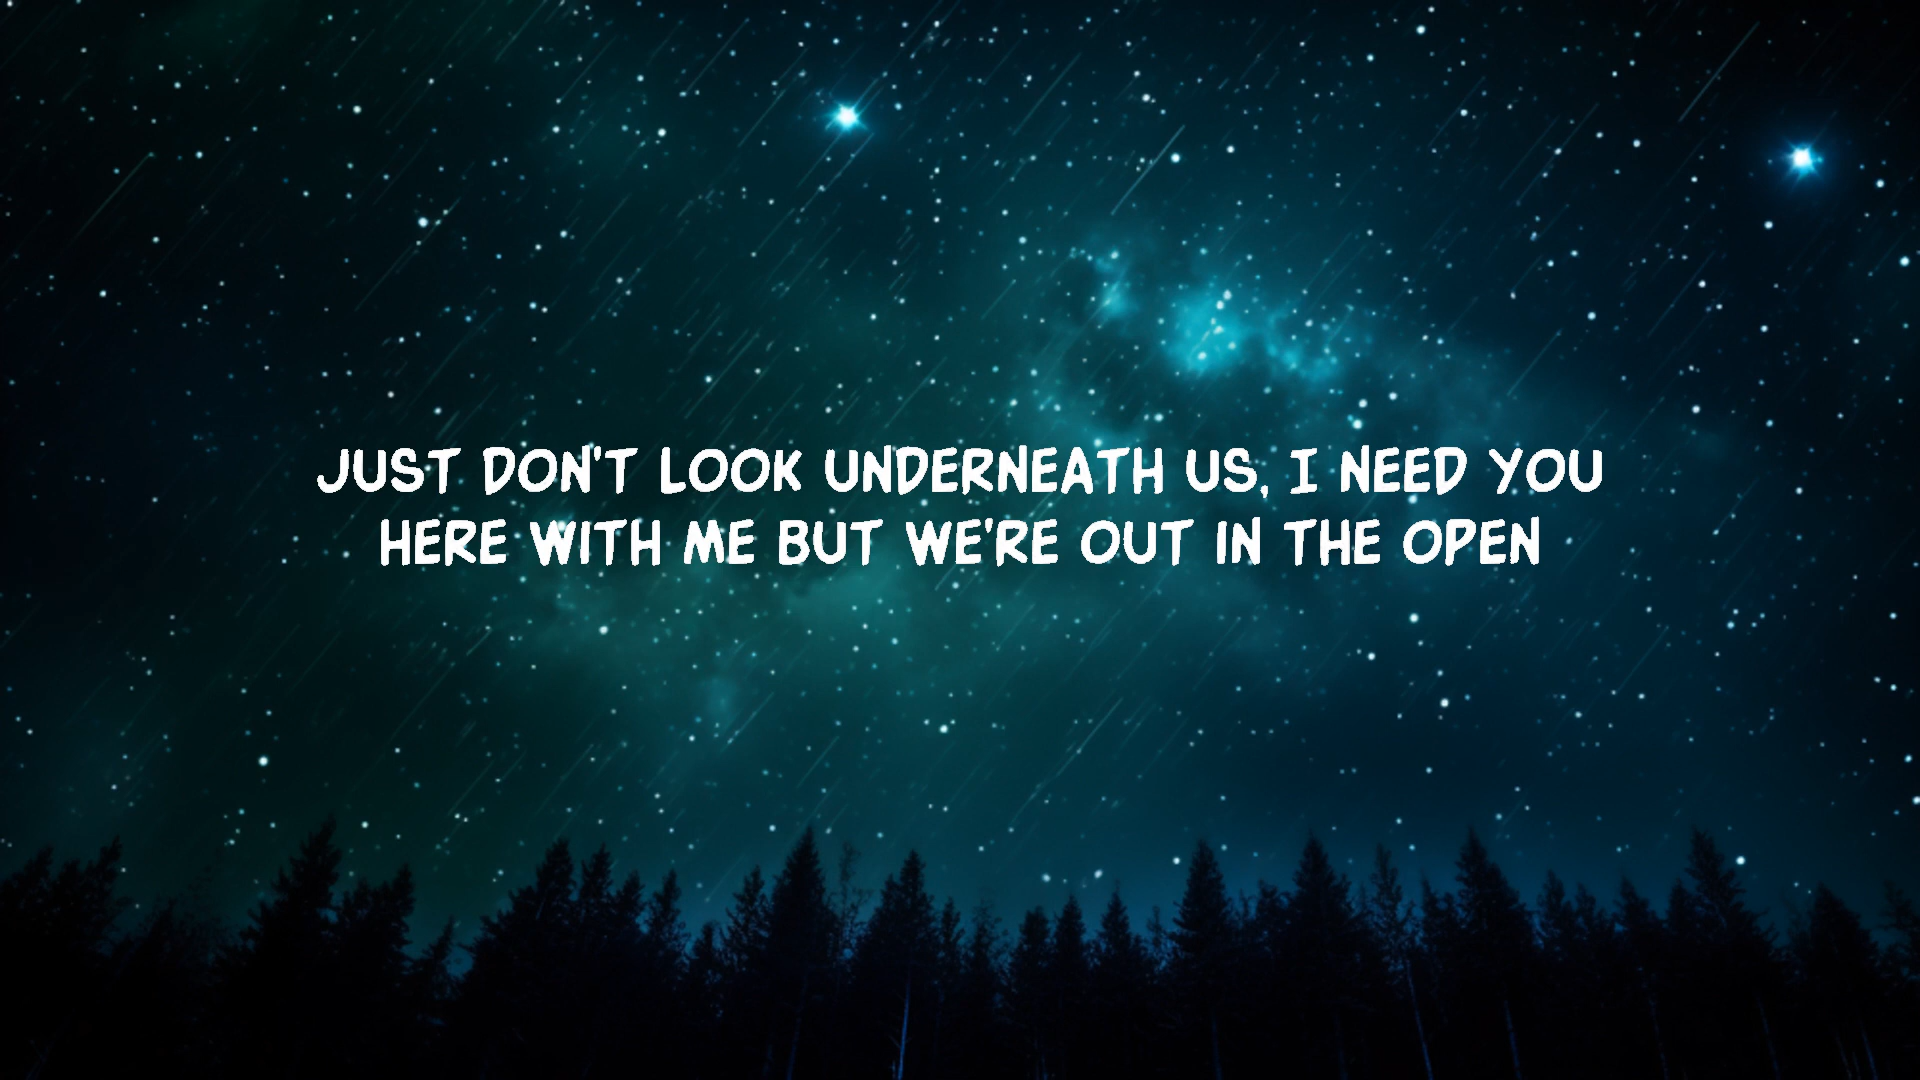 JUST DON'T LOOK UNDERNEATH US, I NEED YOU
HERE WITH ME BUT WE'RE OUT IN THE OPEN